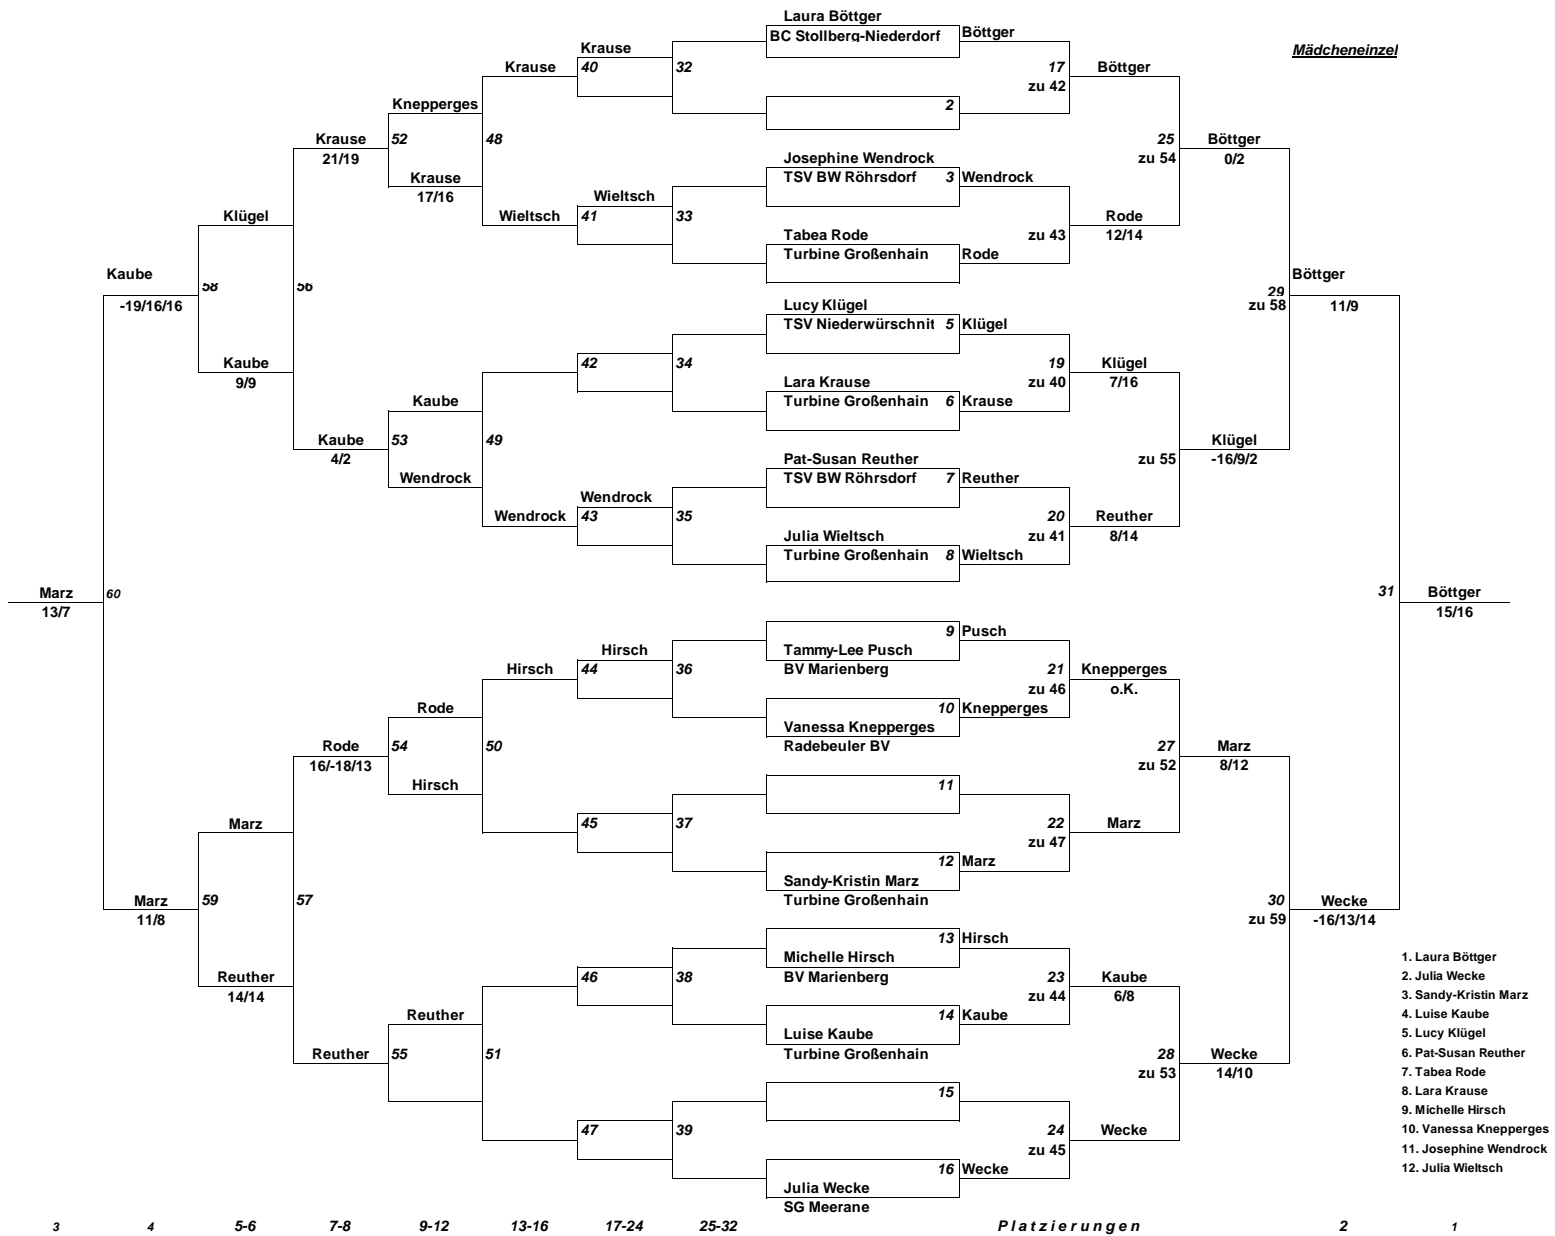 Laura Böttger
Krause
BC Stollberg-Niederdorf
Böttger
Mädcheneinzel
Krause
40
32
17
Böttger
zu 42
Knepperges
2
Krause
52
48
25
Böttger
21/19
Josephine Wendrock
zu 54
0/2
Krause
TSV BW Röhrsdorf
3
Wendrock
17/16
Wieltsch
Klügel
Wieltsch
41
33
Rode
Tabea Rode
zu 43
12/14
Turbine Großenhain
Rode
Kaube
Böttger
58
56
29
-19/16/16
Lucy Klügel
zu 58
11/9
TSV Niederwürschnit
5
Klügel
Kaube
42
34
19
Klügel
9/9
Lara Krause
zu 40
7/16
Kaube
Turbine Großenhain
6
Krause
Kaube
53
49
Klügel
4/2
Pat-Susan Reuther
zu 55
-16/9/2
Wendrock
TSV BW Röhrsdorf
7
Reuther
Wendrock
Wendrock
43
35
20
Reuther
Julia Wieltsch
zu 41
8/14
Turbine Großenhain
8
Wieltsch
Marz
60
31
Böttger
13/7
15/16
9
Pusch
Hirsch
Tammy-Lee Pusch
Hirsch
44
36
BV Marienberg
21
Knepperges
zu 46
o.K.
Rode
10
Knepperges
Vanessa Knepperges
Rode
54
50
Radebeuler BV
27
Marz
16/-18/13
zu 52
8/12
Hirsch
11
Marz
45
37
22
Marz
zu 47
12
Marz
Sandy-Kristin Marz
Marz
59
57
Turbine Großenhain
30
Wecke
11/8
zu 59
-16/13/14
13
Hirsch
Michelle Hirsch
1. Laura Böttger
Reuther
46
38
BV Marienberg
23
Kaube
2. Julia Wecke
14/14
zu 44
6/8
3. Sandy-Kristin Marz
Reuther
14
Kaube
4. Luise Kaube
Luise Kaube
5. Lucy Klügel
Reuther
55
51
Turbine Großenhain
28
Wecke
6. Pat-Susan Reuther
zu 53
14/10
7. Tabea Rode
15
8. Lara Krause
9. Michelle Hirsch
47
39
24
Wecke
10. Vanessa Knepperges
zu 45
11. Josephine Wendrock
16
Wecke
12. Julia Wieltsch
Julia Wecke
SG Meerane
3
4
5-6
7-8
9-12
13-16
17-24
25-32
Platzierungen
2
1